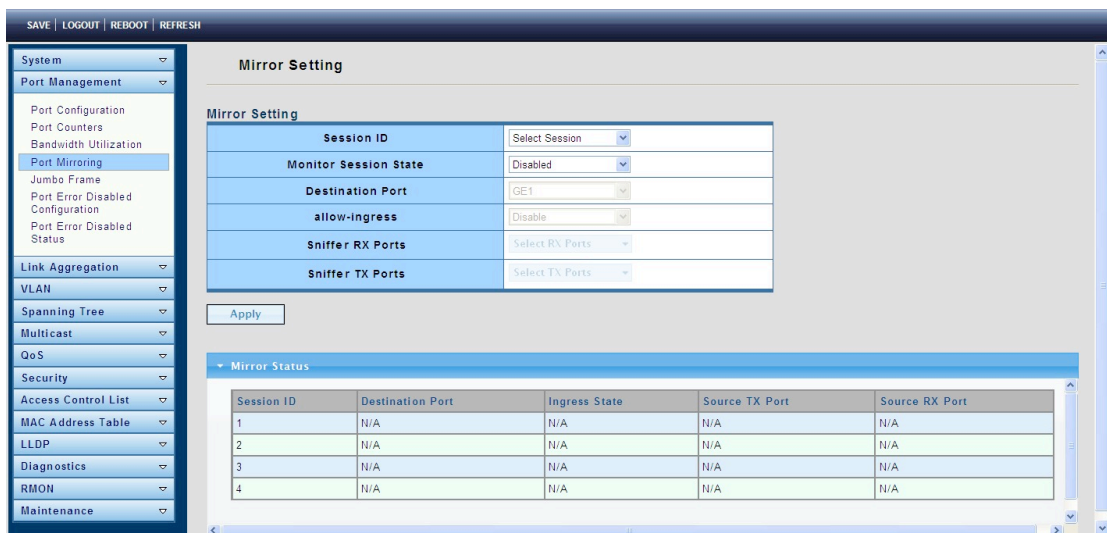 SAVE | LOGOUT | REBOOT | REFRESH
System
Port Management
Port Configuration
Port Counters
Bandwidth Utilization
Port Mirroring
Jumbo Frame
Port Error Disabled
Configuration
Port Error Disabled
Status
Link Aggregation
VLAN
Spanning Tree
Multicast
QoS
Security
Access Control List
MAC Address Table
LLDP
Diagnostics
RMON
Maintenance
Mirror Setting
Mirror Setting
Session ID Select Session
Monitor Session State Disabled
Destination Port GE1
allow-ingress Disable
Sniffer RX Ports Select RX Ports
Sniffer TX Ports Select TX Ports
Apply
Mirror Status
Session ID Destination Port Ingress State Source TX Port Source RX Port
1 N/A N/A N/A N/A
2 N/A N/A N/A N/A
3 N/A N/A N/A N/A
4 N/A N/A N/A N/A